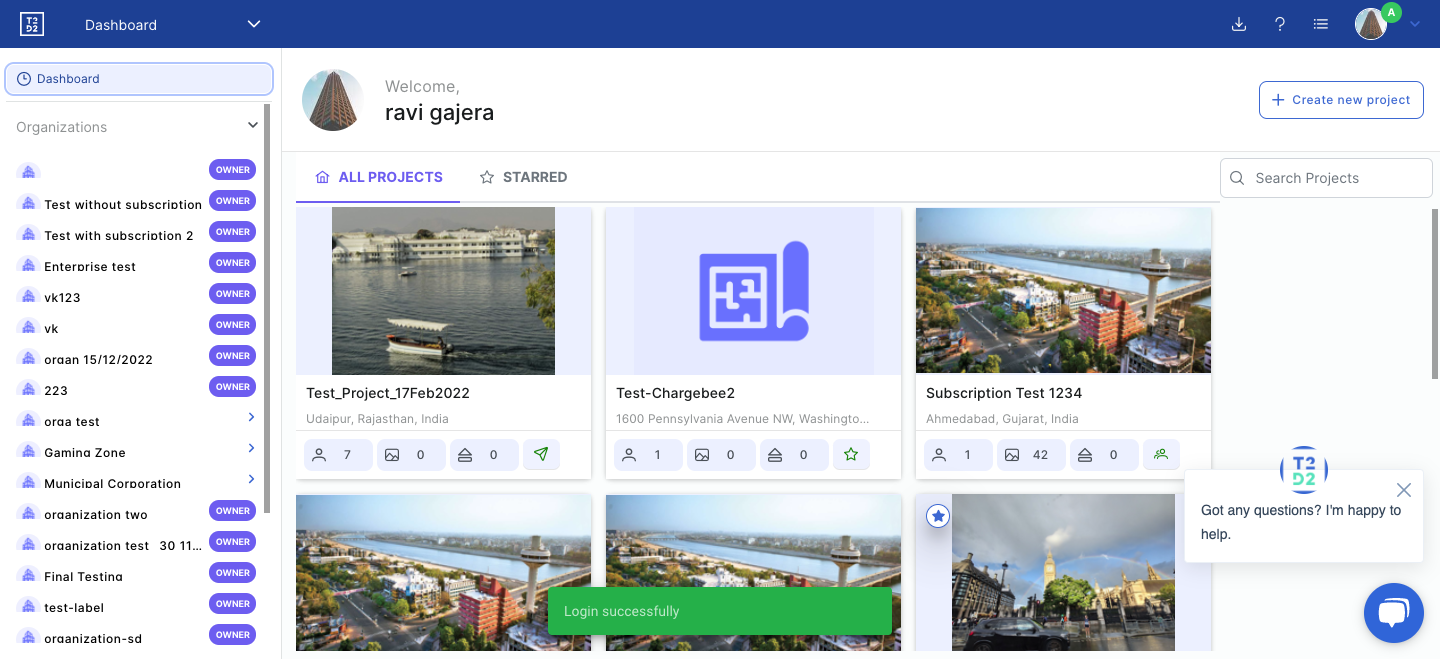 T2
D2
Dashboard
A
Dashboard
Organizations
OWNER
Test without subscription OWNER
Test with subscription 2 OWNER
Enterprise test OWNER
vk123 OWNER
vk OWNER
organ 15/12/2022 OWNER
223 OWNER
orga test
Gaming Zone
Municipal Corporation
organization two OWNER
organization test 30 11... OWNER
Final Testing OWNER
test-label OWNER
organization-sd OWNER
Welcome,
ravi gajera
Create new project
ALL PROJECTS
STARRED
Search Projects
Test_Project_17Feb2022
Udaipur, Rajasthan, India
7 0 0
Test-Chargebee2
1600 Pennsylvania Avenue NW, Washingto...
1 0 0
Subscription Test 1234
Ahmedabad, Gujarat, India
1 42 0
T2
D2
Got any questions? I'm happy to
help.
Login successfully